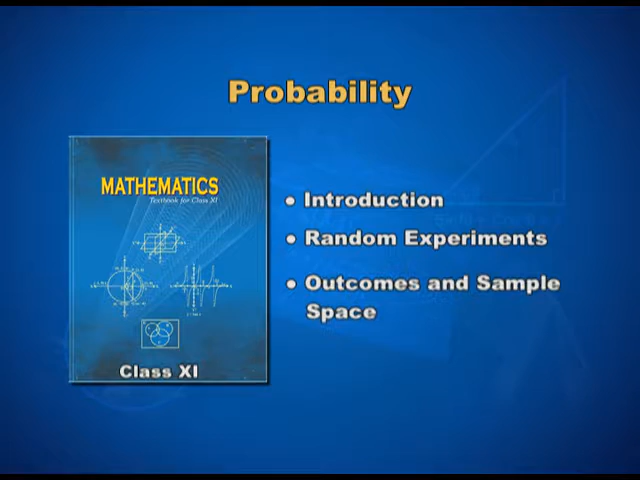 Probability
MATHEMATICS
Textbook for Class XI
Class XI
• Introduction
• Random Experiments
• Outcomes and Sample
Space